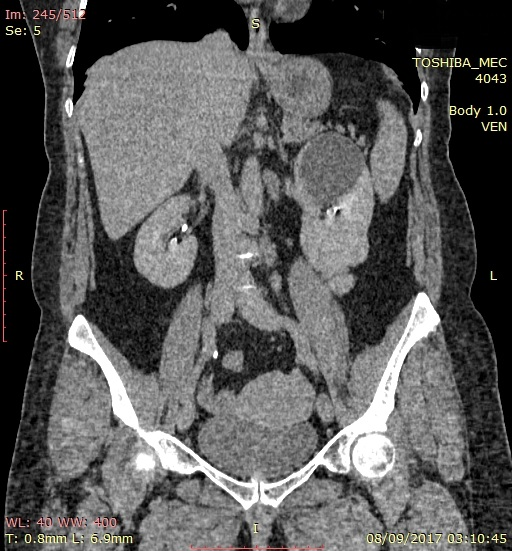 Im: 245/512
Se: 5
S
TOSHIBA_MEC
4043
Body 1.0
VEN
R
L
WL: 40 WW: 400
T: 0.8mm L: 6.9mm
I
08/09/2017 03:10:45